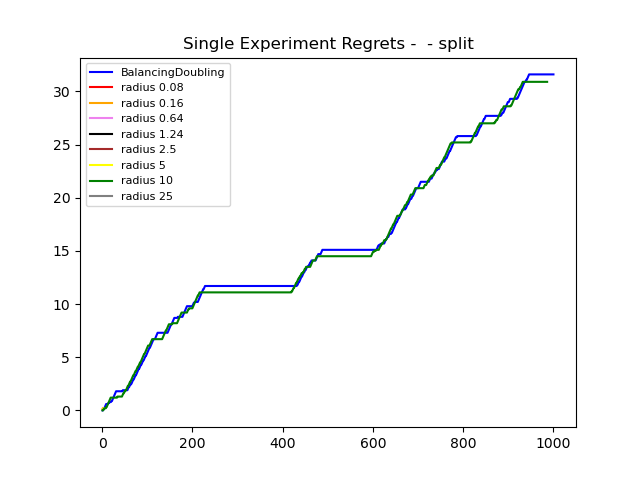 Single Experiment Regrets -  - split
BalancingDoubling
radius 0.08
radius 0.16
radius 0.64
radius 1.24
radius 2.5
radius 5
radius 10
radius 25
30
25
20
15
10
5
0
0 200 400 600 800 1000